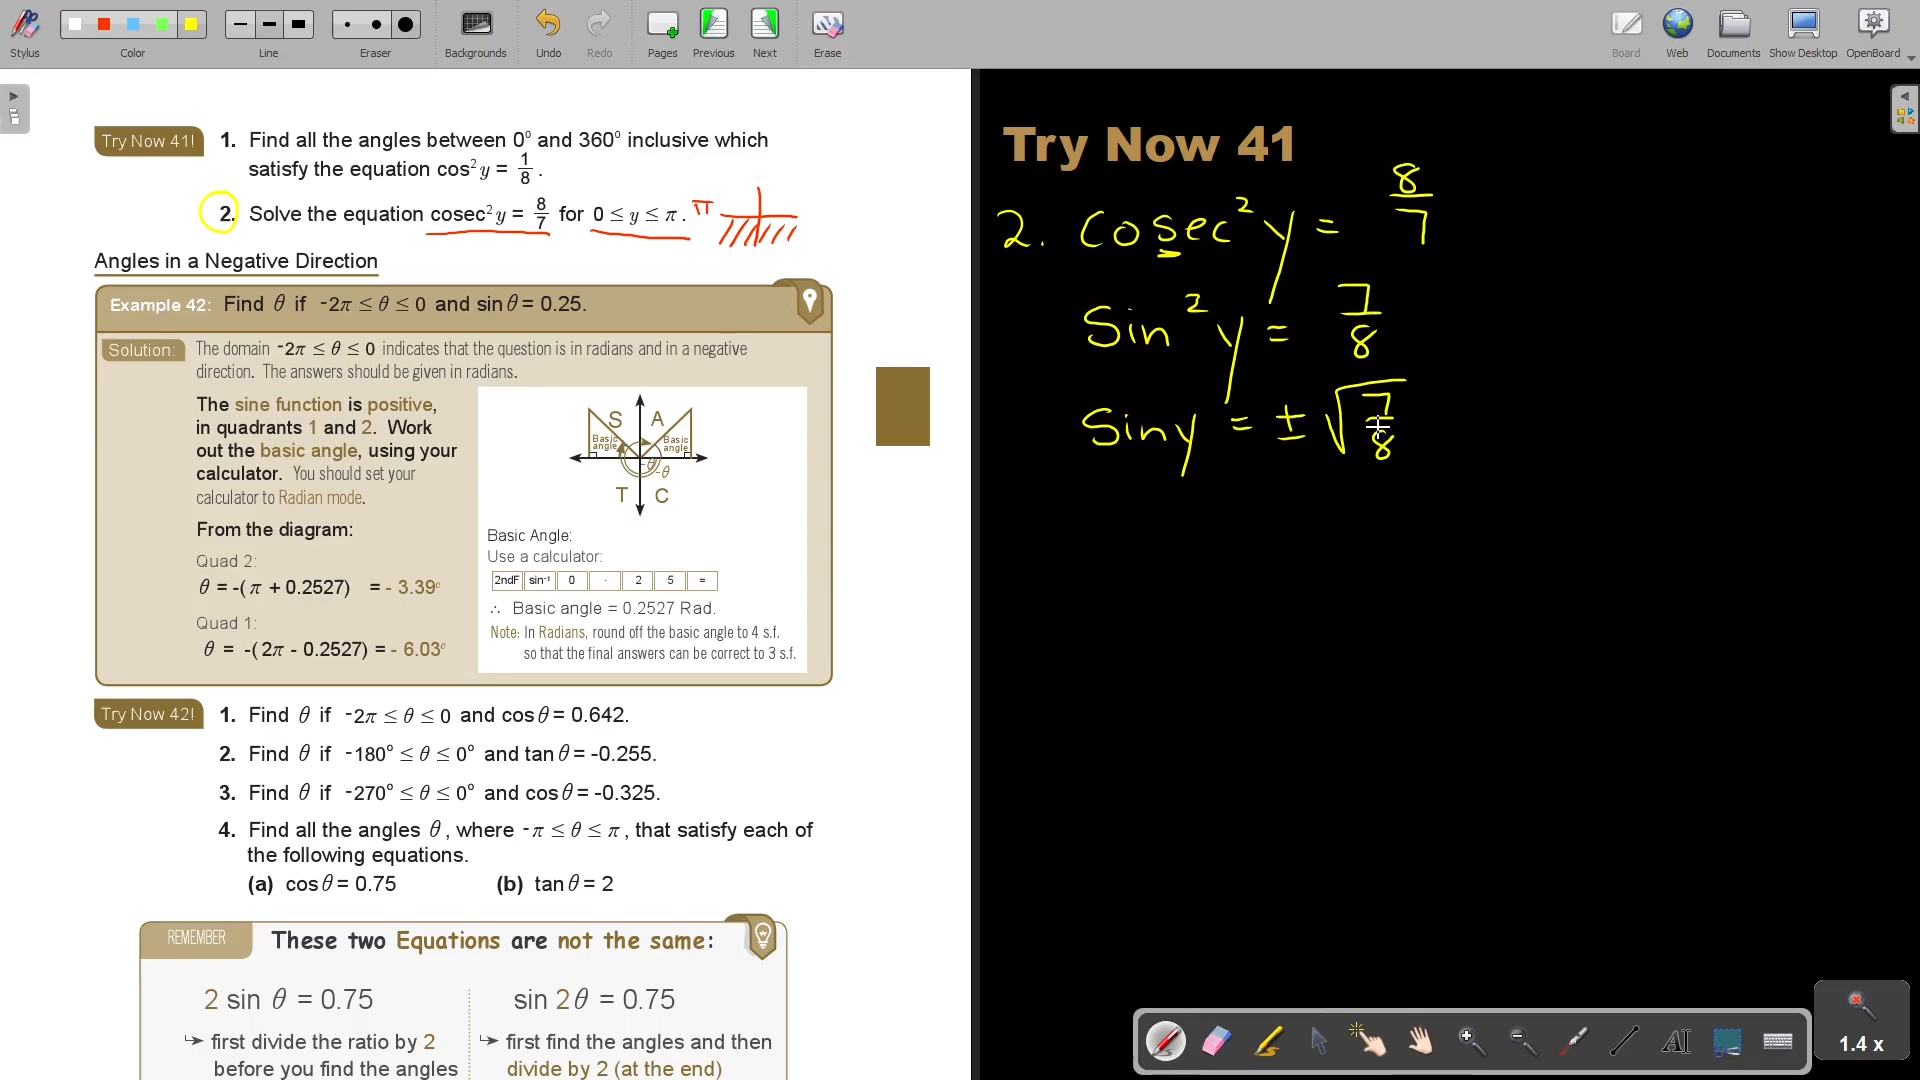 Stylus Color Line Eraser Backgrounds Undo Redo Pages Previous Next Erase Board Web Documents Show Desktop OpenBoard
Try Now 41!
1. Find all the angles between 0° and 360° inclusive which
satisfy the equation cos² y = 1/8 .
2. Solve the equation cosec² y = 8/7 for 0 ≤ y ≤ π . π
Angles in a Negative Direction
Example 42: Find θ if -2π ≤ θ ≤ 0 and sin θ = 0.25.
Solution: The domain -2π ≤ θ ≤ 0 indicates that the question is in radians and in a negative
direction. The answers should be given in radians.
The sine function is positive,
in quadrants 1 and 2. Work
out the basic angle, using your
calculator. You should set your
calculator to Radian mode.
From the diagram:
Quad 2:
θ = -( π + 0.2527) = - 3.39ᶜ
Quad 1:
θ = -( 2π - 0.2527) = - 6.03ᶜ
S A
Basic angle Basic angle
-θ -θ
T C
Basic Angle:
Use a calculator:
2ndF sin⁻¹ 0 · 2 5 =
∴ Basic angle = 0.2527 Rad.
Note: In Radians, round off the basic angle to 4 s.f.
so that the final answers can be correct to 3 s.f.
Try Now 42!
1. Find θ if -2π ≤ θ ≤ 0 and cos θ = 0.642.
2. Find θ if -180° ≤ θ ≤ 0° and tan θ = -0.255.
3. Find θ if -270° ≤ θ ≤ 0° and cos θ = -0.325.
4. Find all the angles θ , where -π ≤ θ ≤ π , that satisfy each of
the following equations.
(a) cos θ = 0.75 (b) tan θ = 2
REMEMBER These two Equations are not the same:
2 sin θ = 0.75
↪ first divide the ratio by 2
before you find the angles
sin 2θ = 0.75
↪ first find the angles and then
divide by 2 (at the end)
Try Now 41
2. Cosec² y = 8/7
Sin² y = 7/8
Sin y = ± √(7/8)
AI
1.4 x